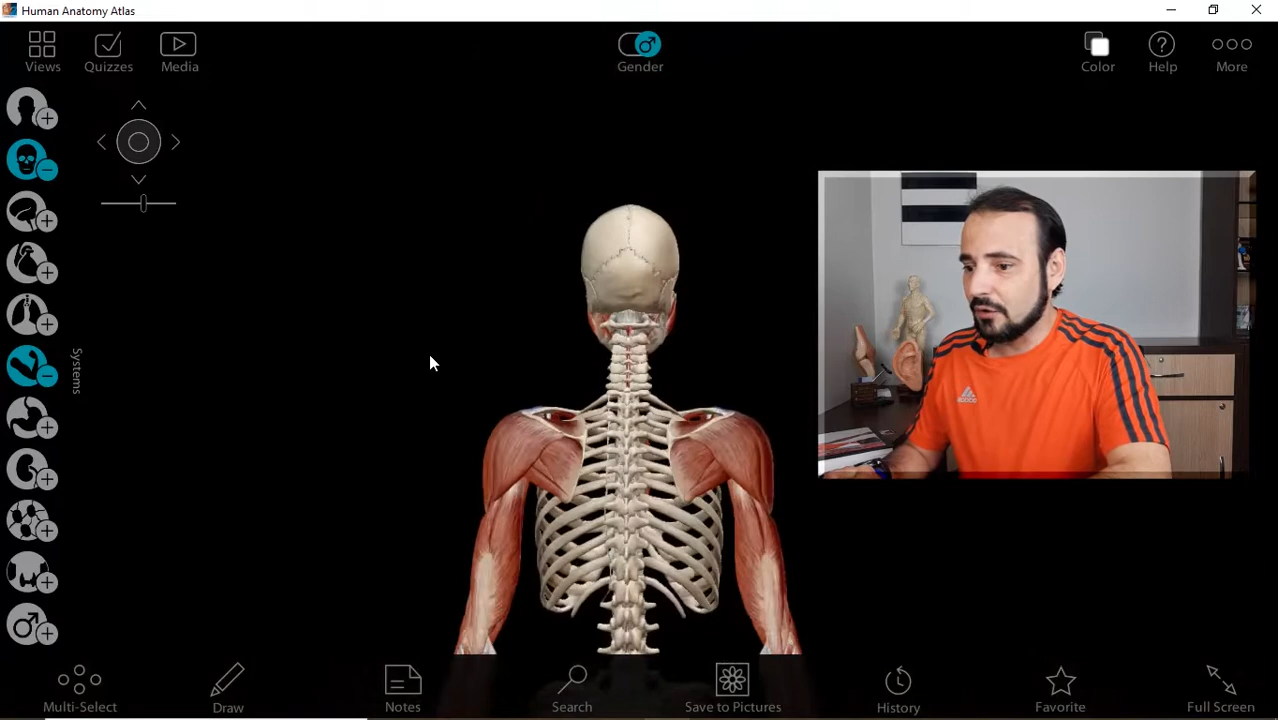 Human Anatomy Atlas
Views
Quizzes
Media
Gender
Color
Help
More
Systems
Multi-Select
Draw
Notes
Search
Save to Pictures
History
Favorite
Full Screen